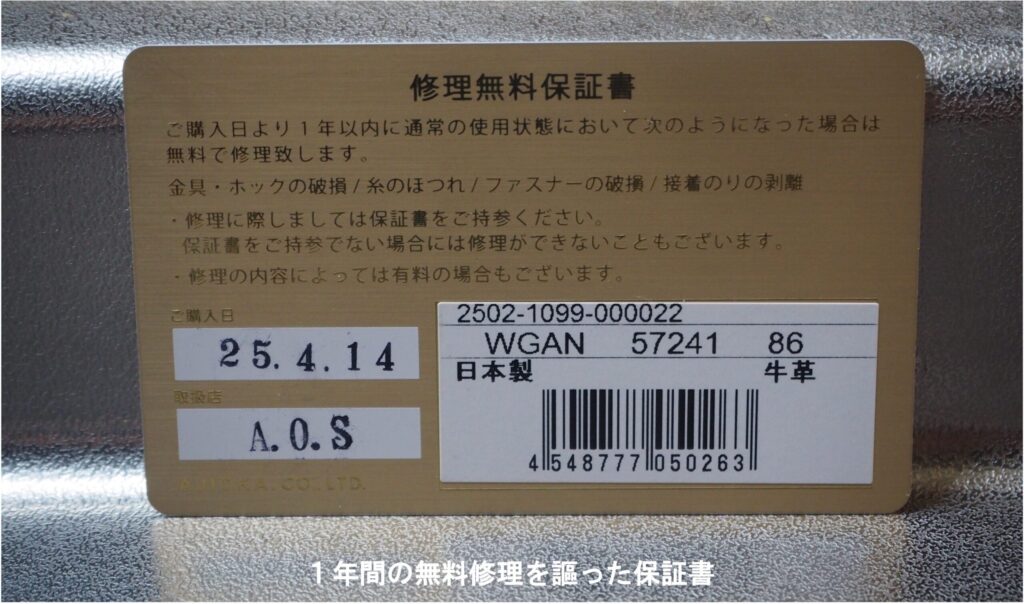 修理無料保証書
ご購入日より1年以内に通常の使用状態において次のようになった場合は
無料で修理致します。
金具・ホックの破損/糸のほつれ/ファスナーの破損/接着のりの剥離
・修理に際しましては保証書をご持参ください。
保証書をご持参でない場合には修理ができないこともございます。
・修理の内容によっては有料の場合もございます。
ご購入日
25.4.14
取扱店
A.O.S
CO.LTD.
2502-1099-000022
WGAN 57241 86
日本製 牛革
4 548777 050263
1年間の無料修理を謳った保証書